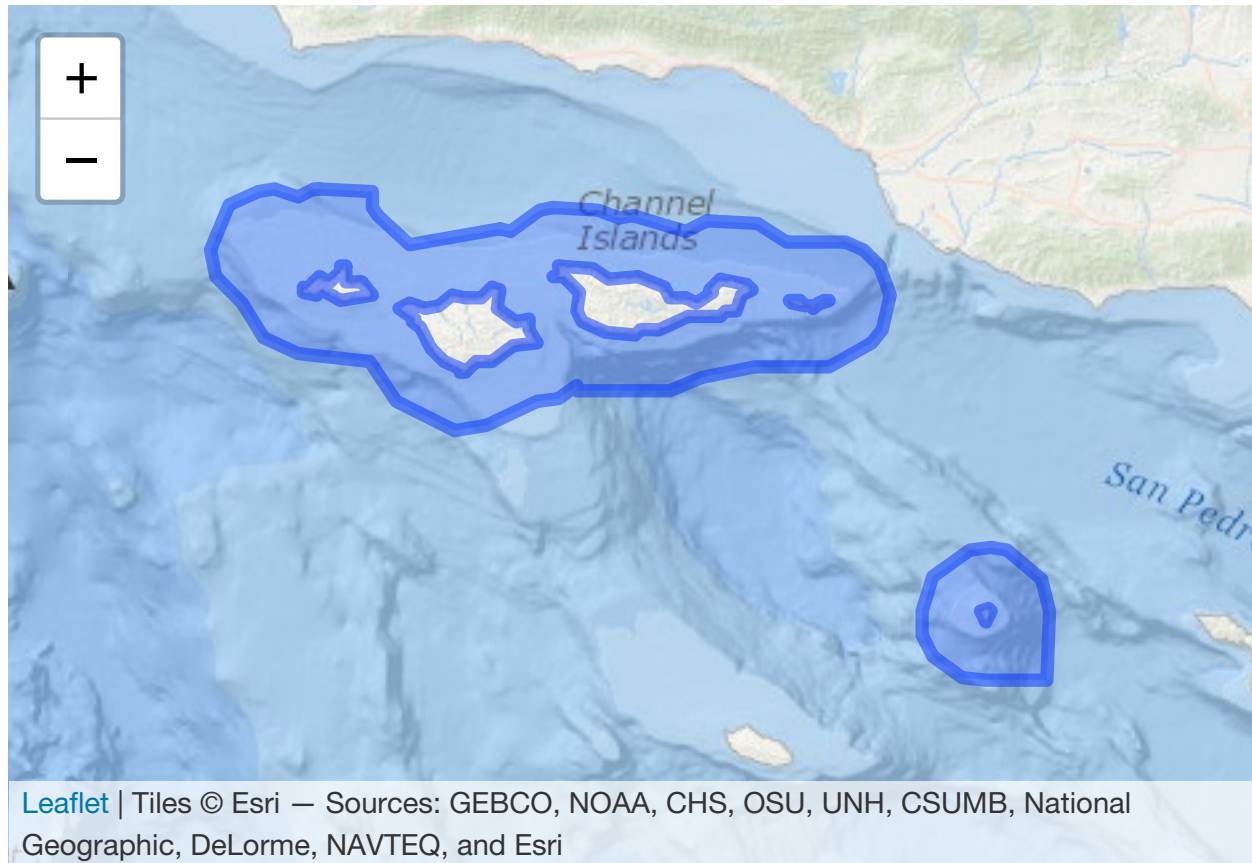 +
−
Channel
Islands
San Pedr
Leaflet | Tiles © Esri — Sources: GEBCO, NOAA, CHS, OSU, UNH, CSUMB, National
Geographic, DeLorme, NAVTEQ, and Esri